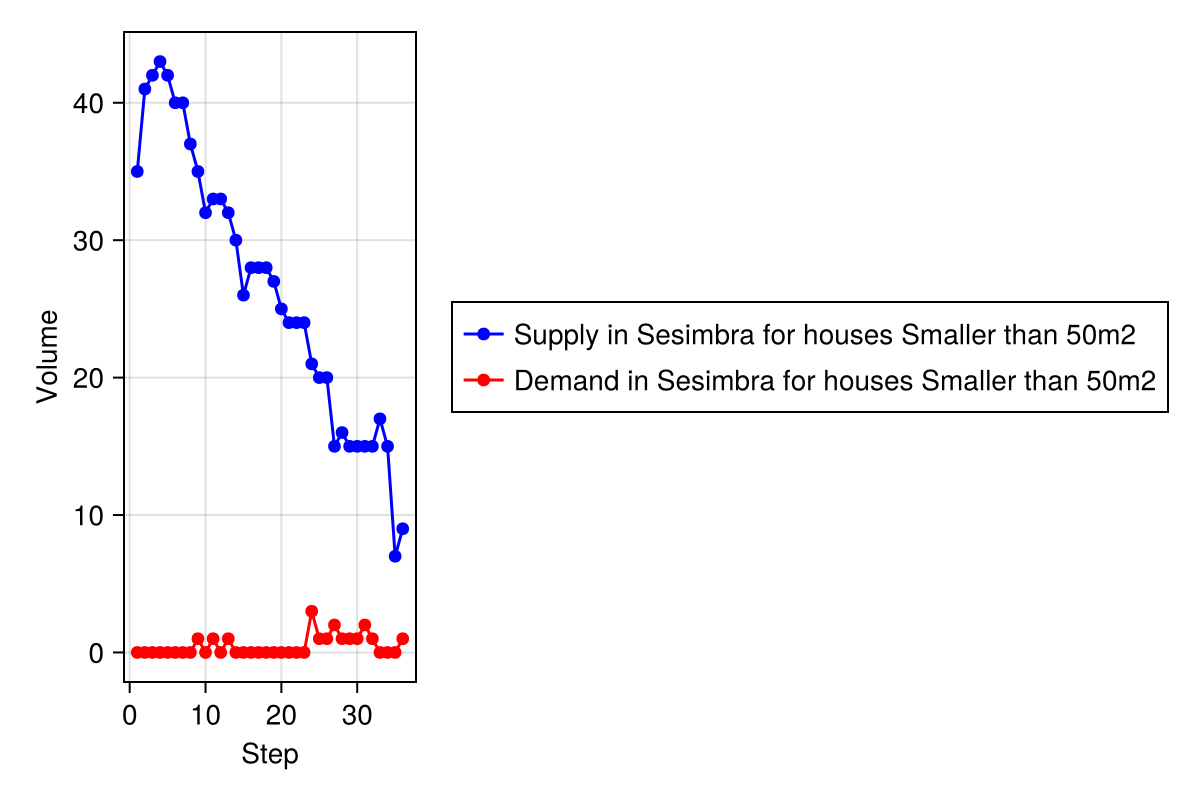 40
30
20
10
0
Volume
0 10 20 30
Step
Supply in Sesimbra for houses Smaller than 50m2
Demand in Sesimbra for houses Smaller than 50m2